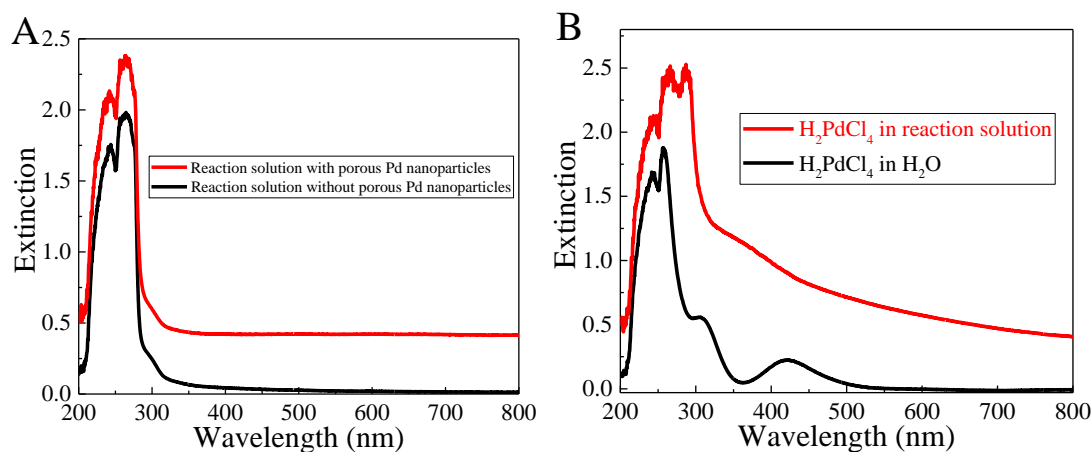 A
2.5
2.0
1.5
1.0
0.5
0.0
Extinction
Reaction solution with porous Pd nanoparticles
Reaction solution without porous Pd nanoparticles
200 300 400 500 600 700 800
Wavelength (nm)
B
2.5
2.0
1.5
1.0
0.5
0.0
Extinction
H₂PdCl₄ in reaction solution
H₂PdCl₄ in H₂O
200 300 400 500 600 700 800
Wavelength (nm)